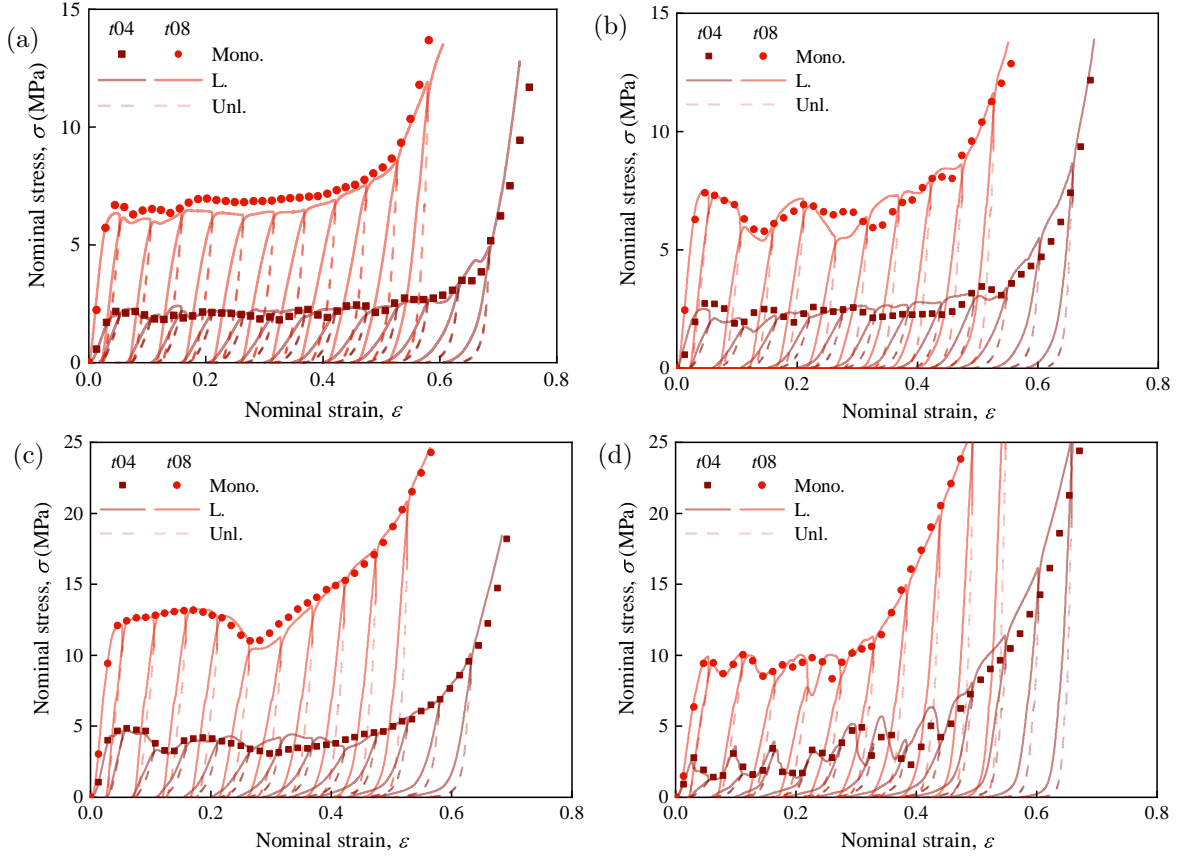 (a)
t04 t08
Mono.
L.
Unl.
Nominal stress, σ (MPa)
15
10
5
0
0.0 0.2 0.4 0.6 0.8
Nominal strain, ε
(b)
t04 t08
Mono.
L.
Unl.
Nominal stress, σ (MPa)
15
10
5
0
0.0 0.2 0.4 0.6 0.8
Nominal strain, ε
(c)
t04 t08
Mono.
L.
Unl.
Nominal stress, σ (MPa)
25
20
15
10
5
0
0.0 0.2 0.4 0.6 0.8
Nominal strain, ε
(d)
t04 t08
Mono.
L.
Unl.
Nominal stress, σ (MPa)
25
20
15
10
5
0
0.0 0.2 0.4 0.6 0.8
Nominal strain, ε